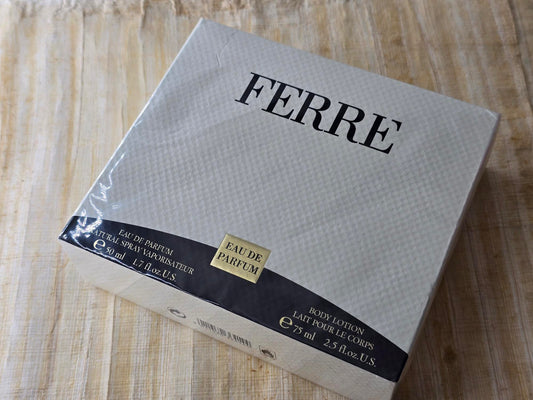 FERRE
EAU DE PARFUM
NATURAL SPRAY VAPORISATEUR
e 50 ml 1.7 fl.oz.U.S.
EAU DE
PARFUM
BODY LOTION
LAIT POUR LE CORPS
e 75 ml 2.5 fl.oz.U.S.